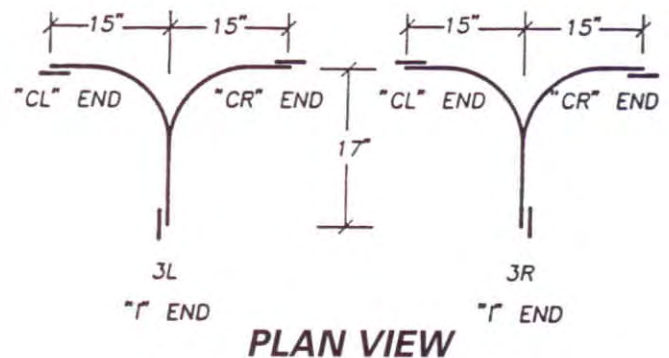 15" 15" 15" 15"
"CL" END "CR" END "CL" END "CR" END
17"
3L 3R
"I" END "I" END
PLAN VIEW